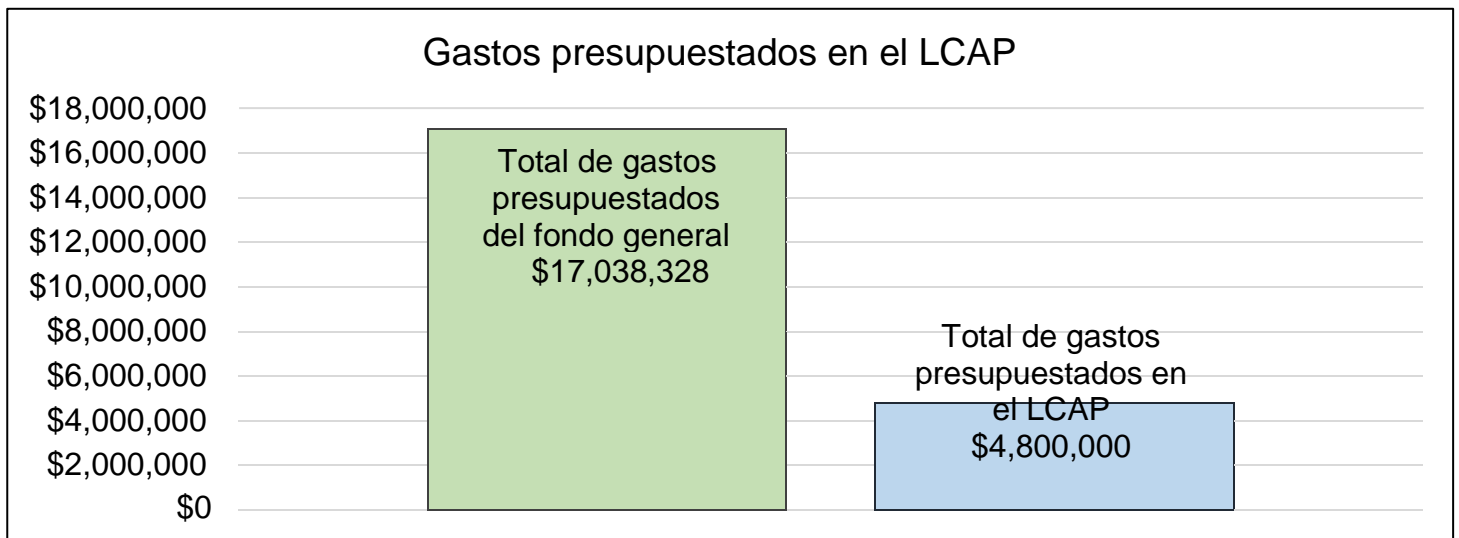 Gastos presupuestados en el LCAP
$18,000,000
$16,000,000
$14,000,000
$12,000,000
$10,000,000
$8,000,000
$6,000,000
$4,000,000
$2,000,000
$0
Total de gastos
presupuestados
del fondo general
$17,038,328
Total de gastos
presupuestados en
el LCAP
$4,800,000